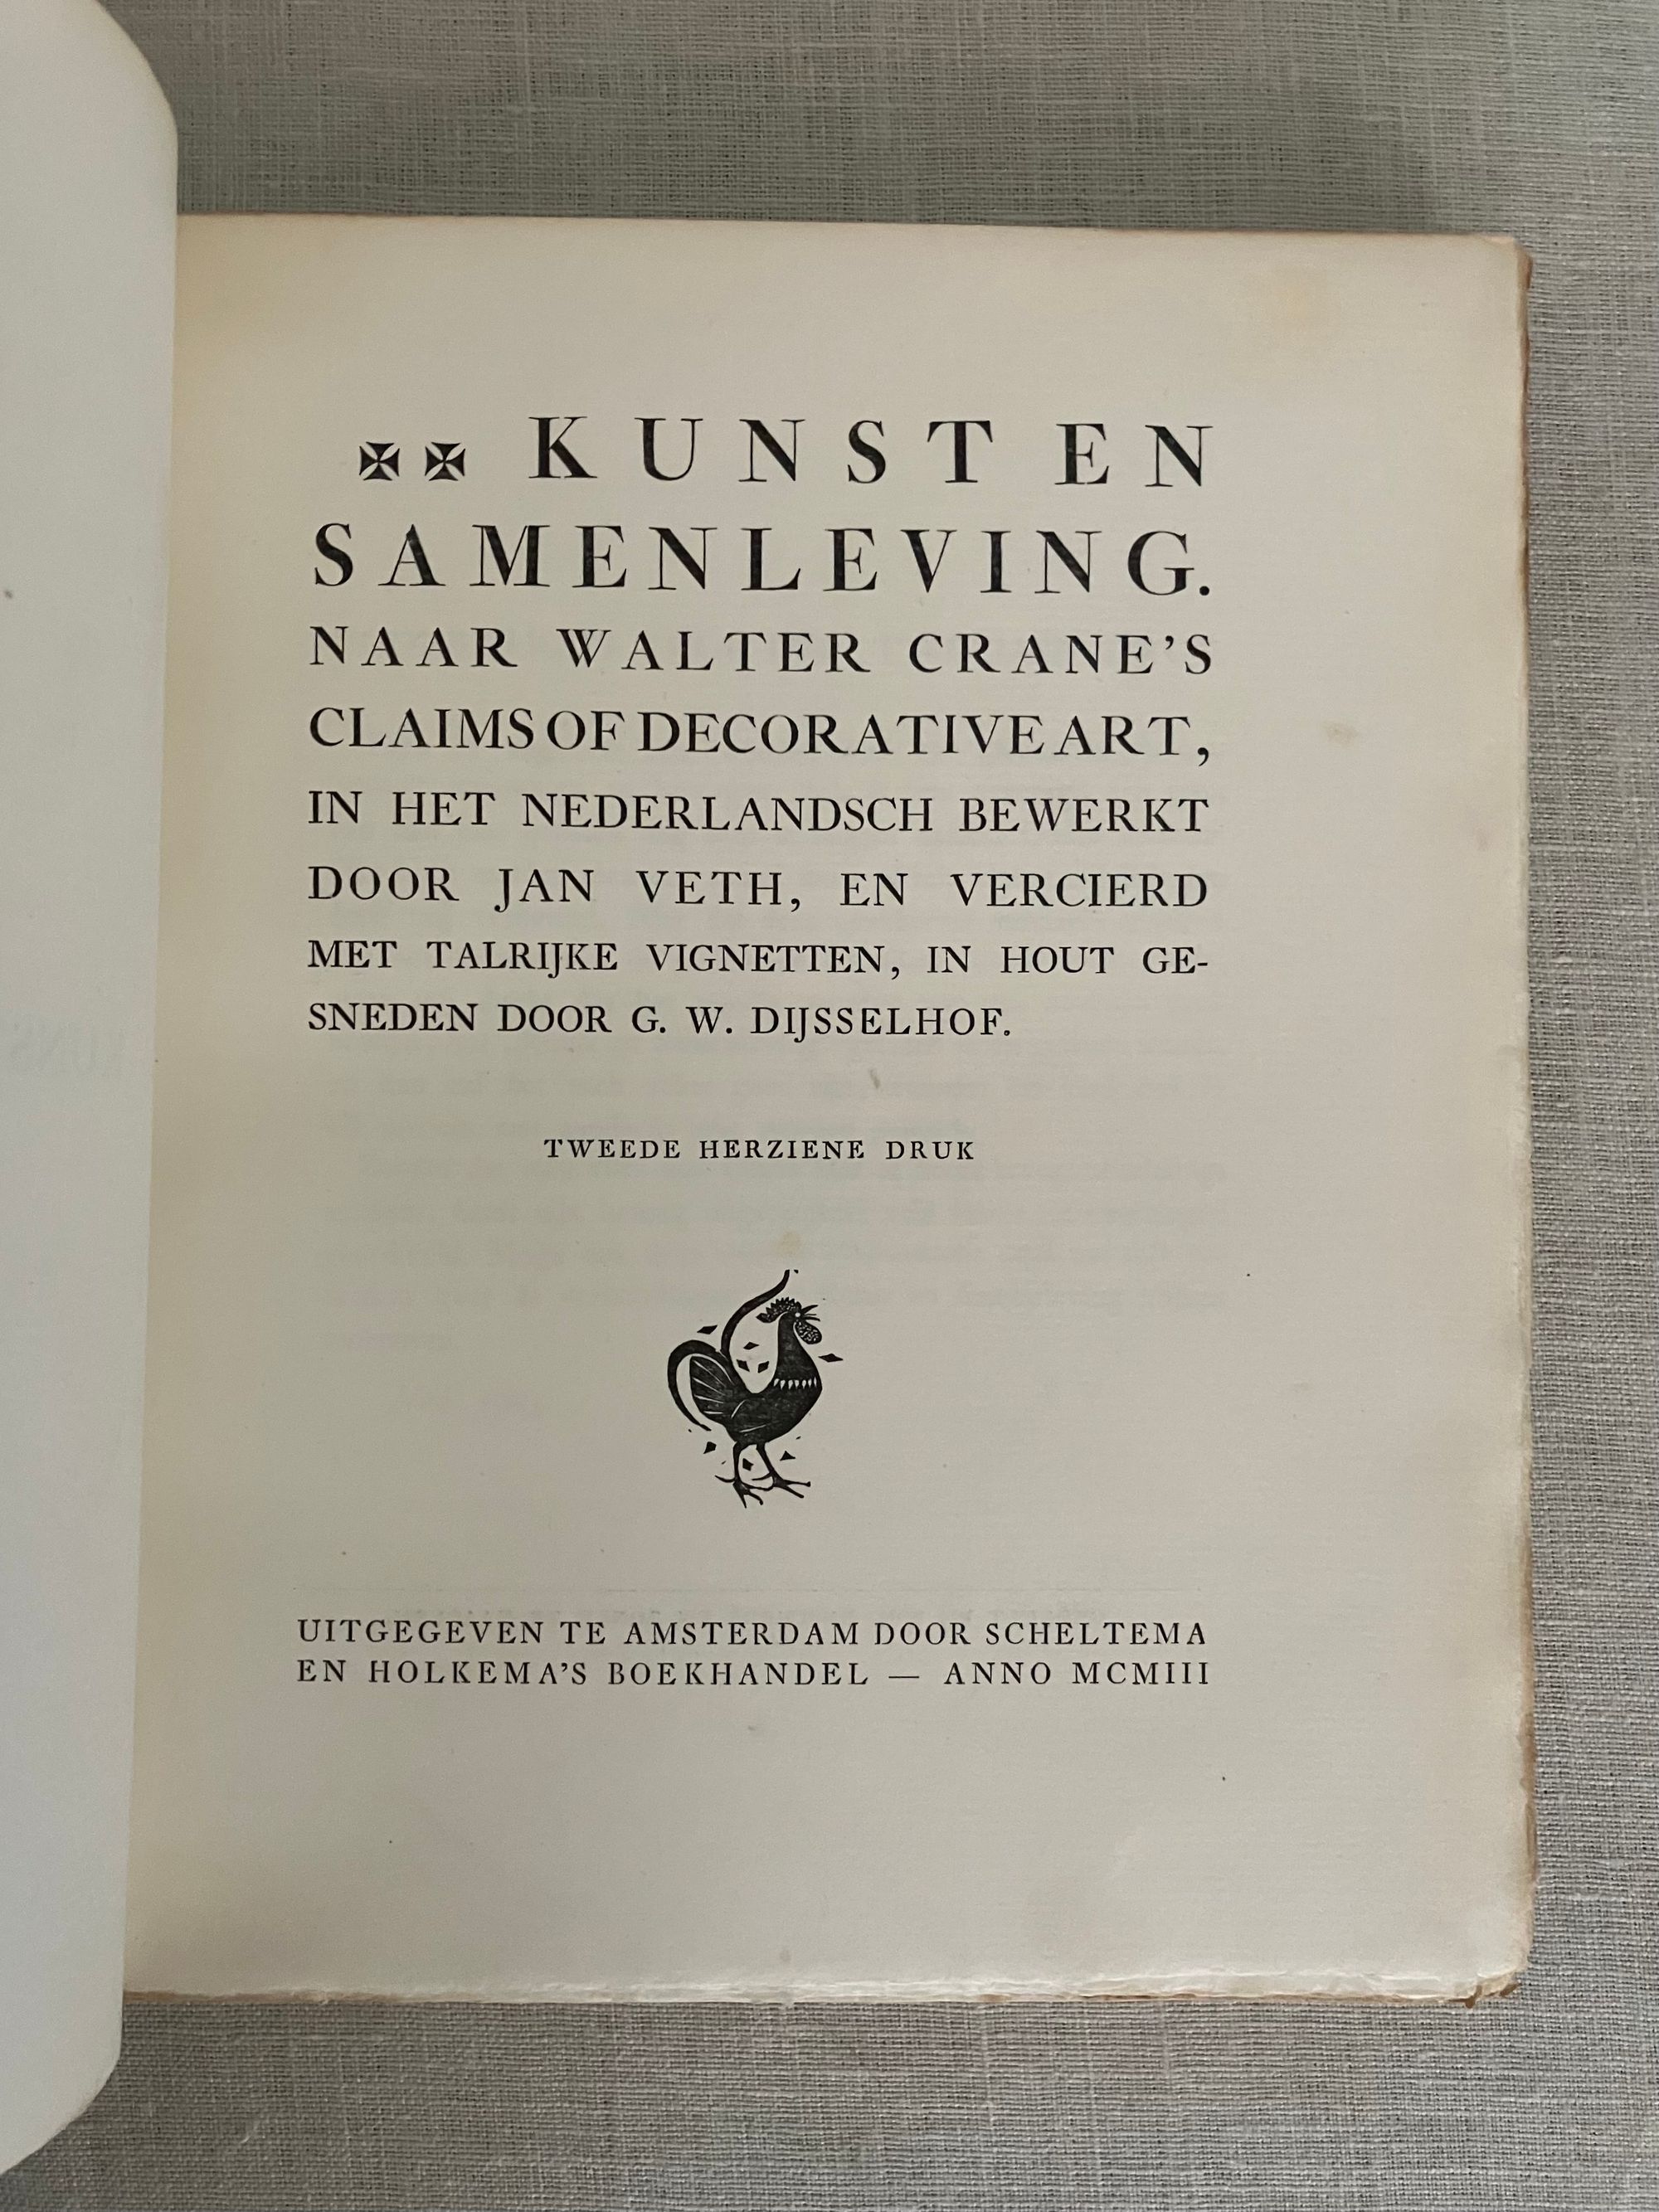 KUNST EN
SAMENLEVING.
NAAR WALTER CRANE'S
CLAIMS OF DECORATIVE ART,
IN HET NEDERLANDSCH BEWERKT
DOOR JAN VETH, EN VERCIERD
MET TALRIJKE VIGNETTEN, IN HOUT GE-
SNEDEN DOOR G. W. DIJSSELHOF.
TWEEDE HERZIENE DRUK
UITGEGEVEN TE AMSTERDAM DOOR SCHELTEMA
EN HOLKEMA'S BOEKHANDEL — ANNO MCMIII